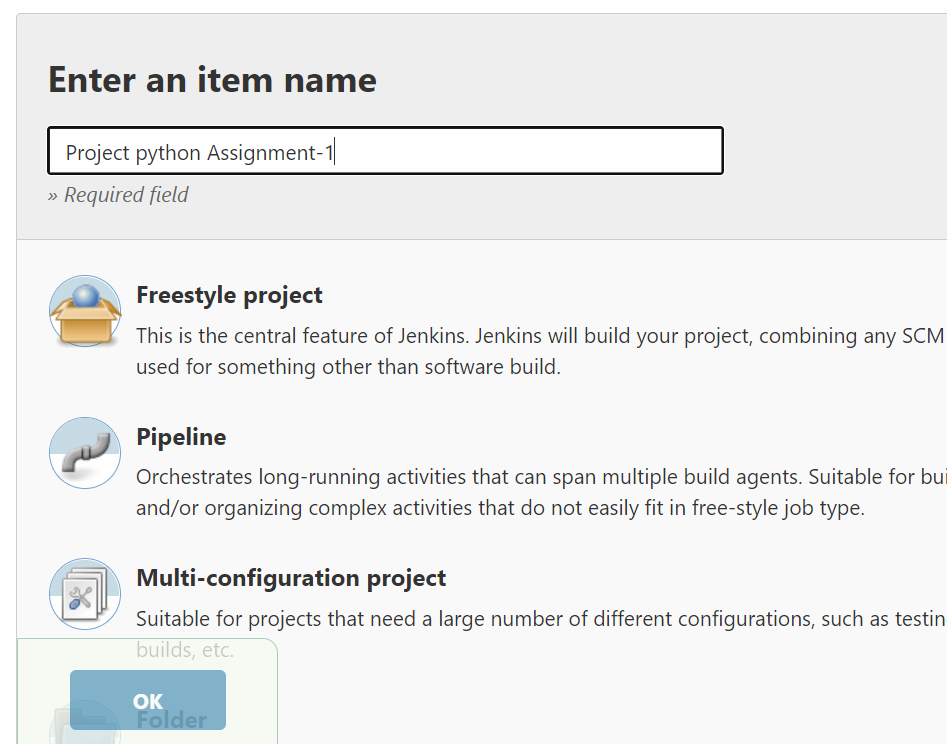 Enter an item name
Project python Assignment-1
» Required field
Freestyle project
This is the central feature of Jenkins. Jenkins will build your project, combining any SCM
used for something other than software build.
Pipeline
Orchestrates long-running activities that can span multiple build agents. Suitable for bui
and/or organizing complex activities that do not easily fit in free-style job type.
Multi-configuration project
Suitable for projects that need a large number of different configurations, such as testin
builds, etc.
OK
Folder